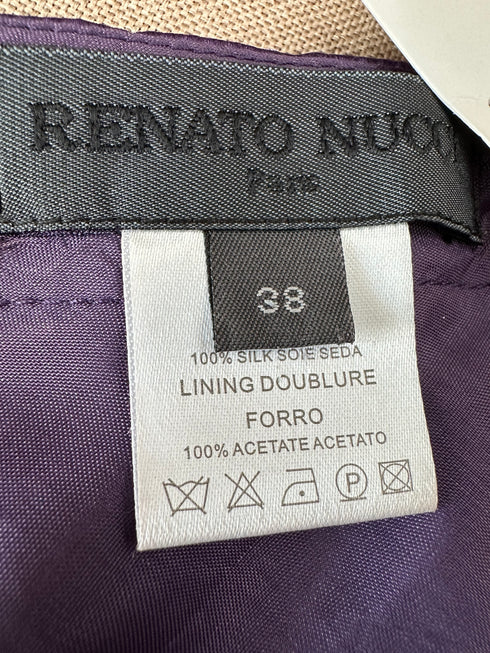 RENATO NUCC
Paris
38
100% SILK SOIE SEDA
LINING DOUBLURE
FORRO
100% ACETATE ACETATO
P